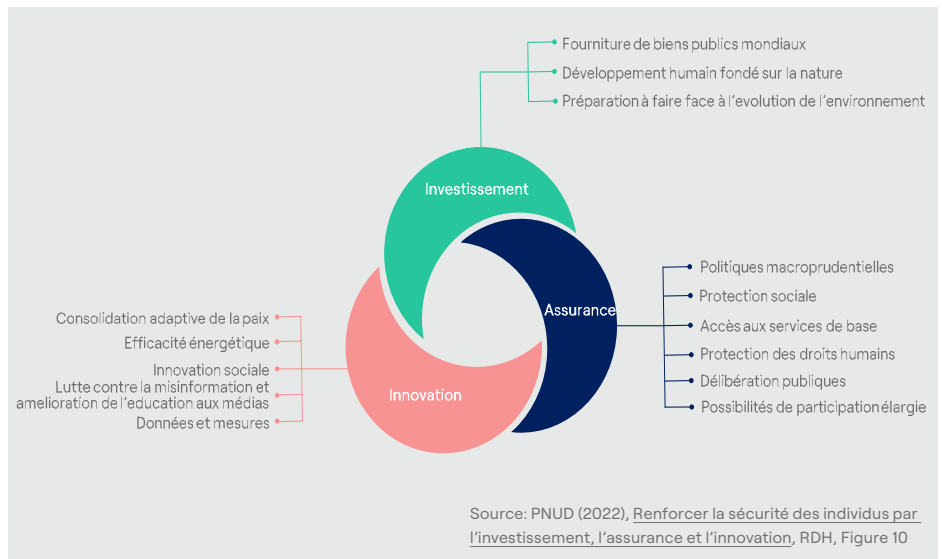 Fourniture de biens publics mondiaux
Développement humain fondé sur la nature
Préparation à faire face à l'evolution de l'environnement
Investissement
Assurance
Innovation
Politiques macroprudentielles
Protection sociale
Accès aux services de base
Protection des droits humains
Délibération publiques
Possibilités de participation élargie
Consolidation adaptive de la paix
Efficacité énergétique
Innovation sociale
Lutte contre la misinformation et
amelioration de l'education aux médias
Données et mesures
Source: PNUD (2022), Renforcer la sécurité des individus par
l'investissement, l'assurance et l'innovation, RDH, Figure 10